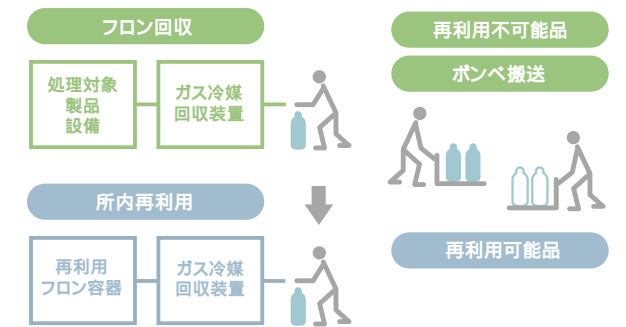 フロン回収
処理対象
製品
設備
ガス冷媒
回収装置
所内再利用
再利用
フロン容器
ガス冷媒
回収装置
再利用不可能品
ボンベ搬送
再利用可能品